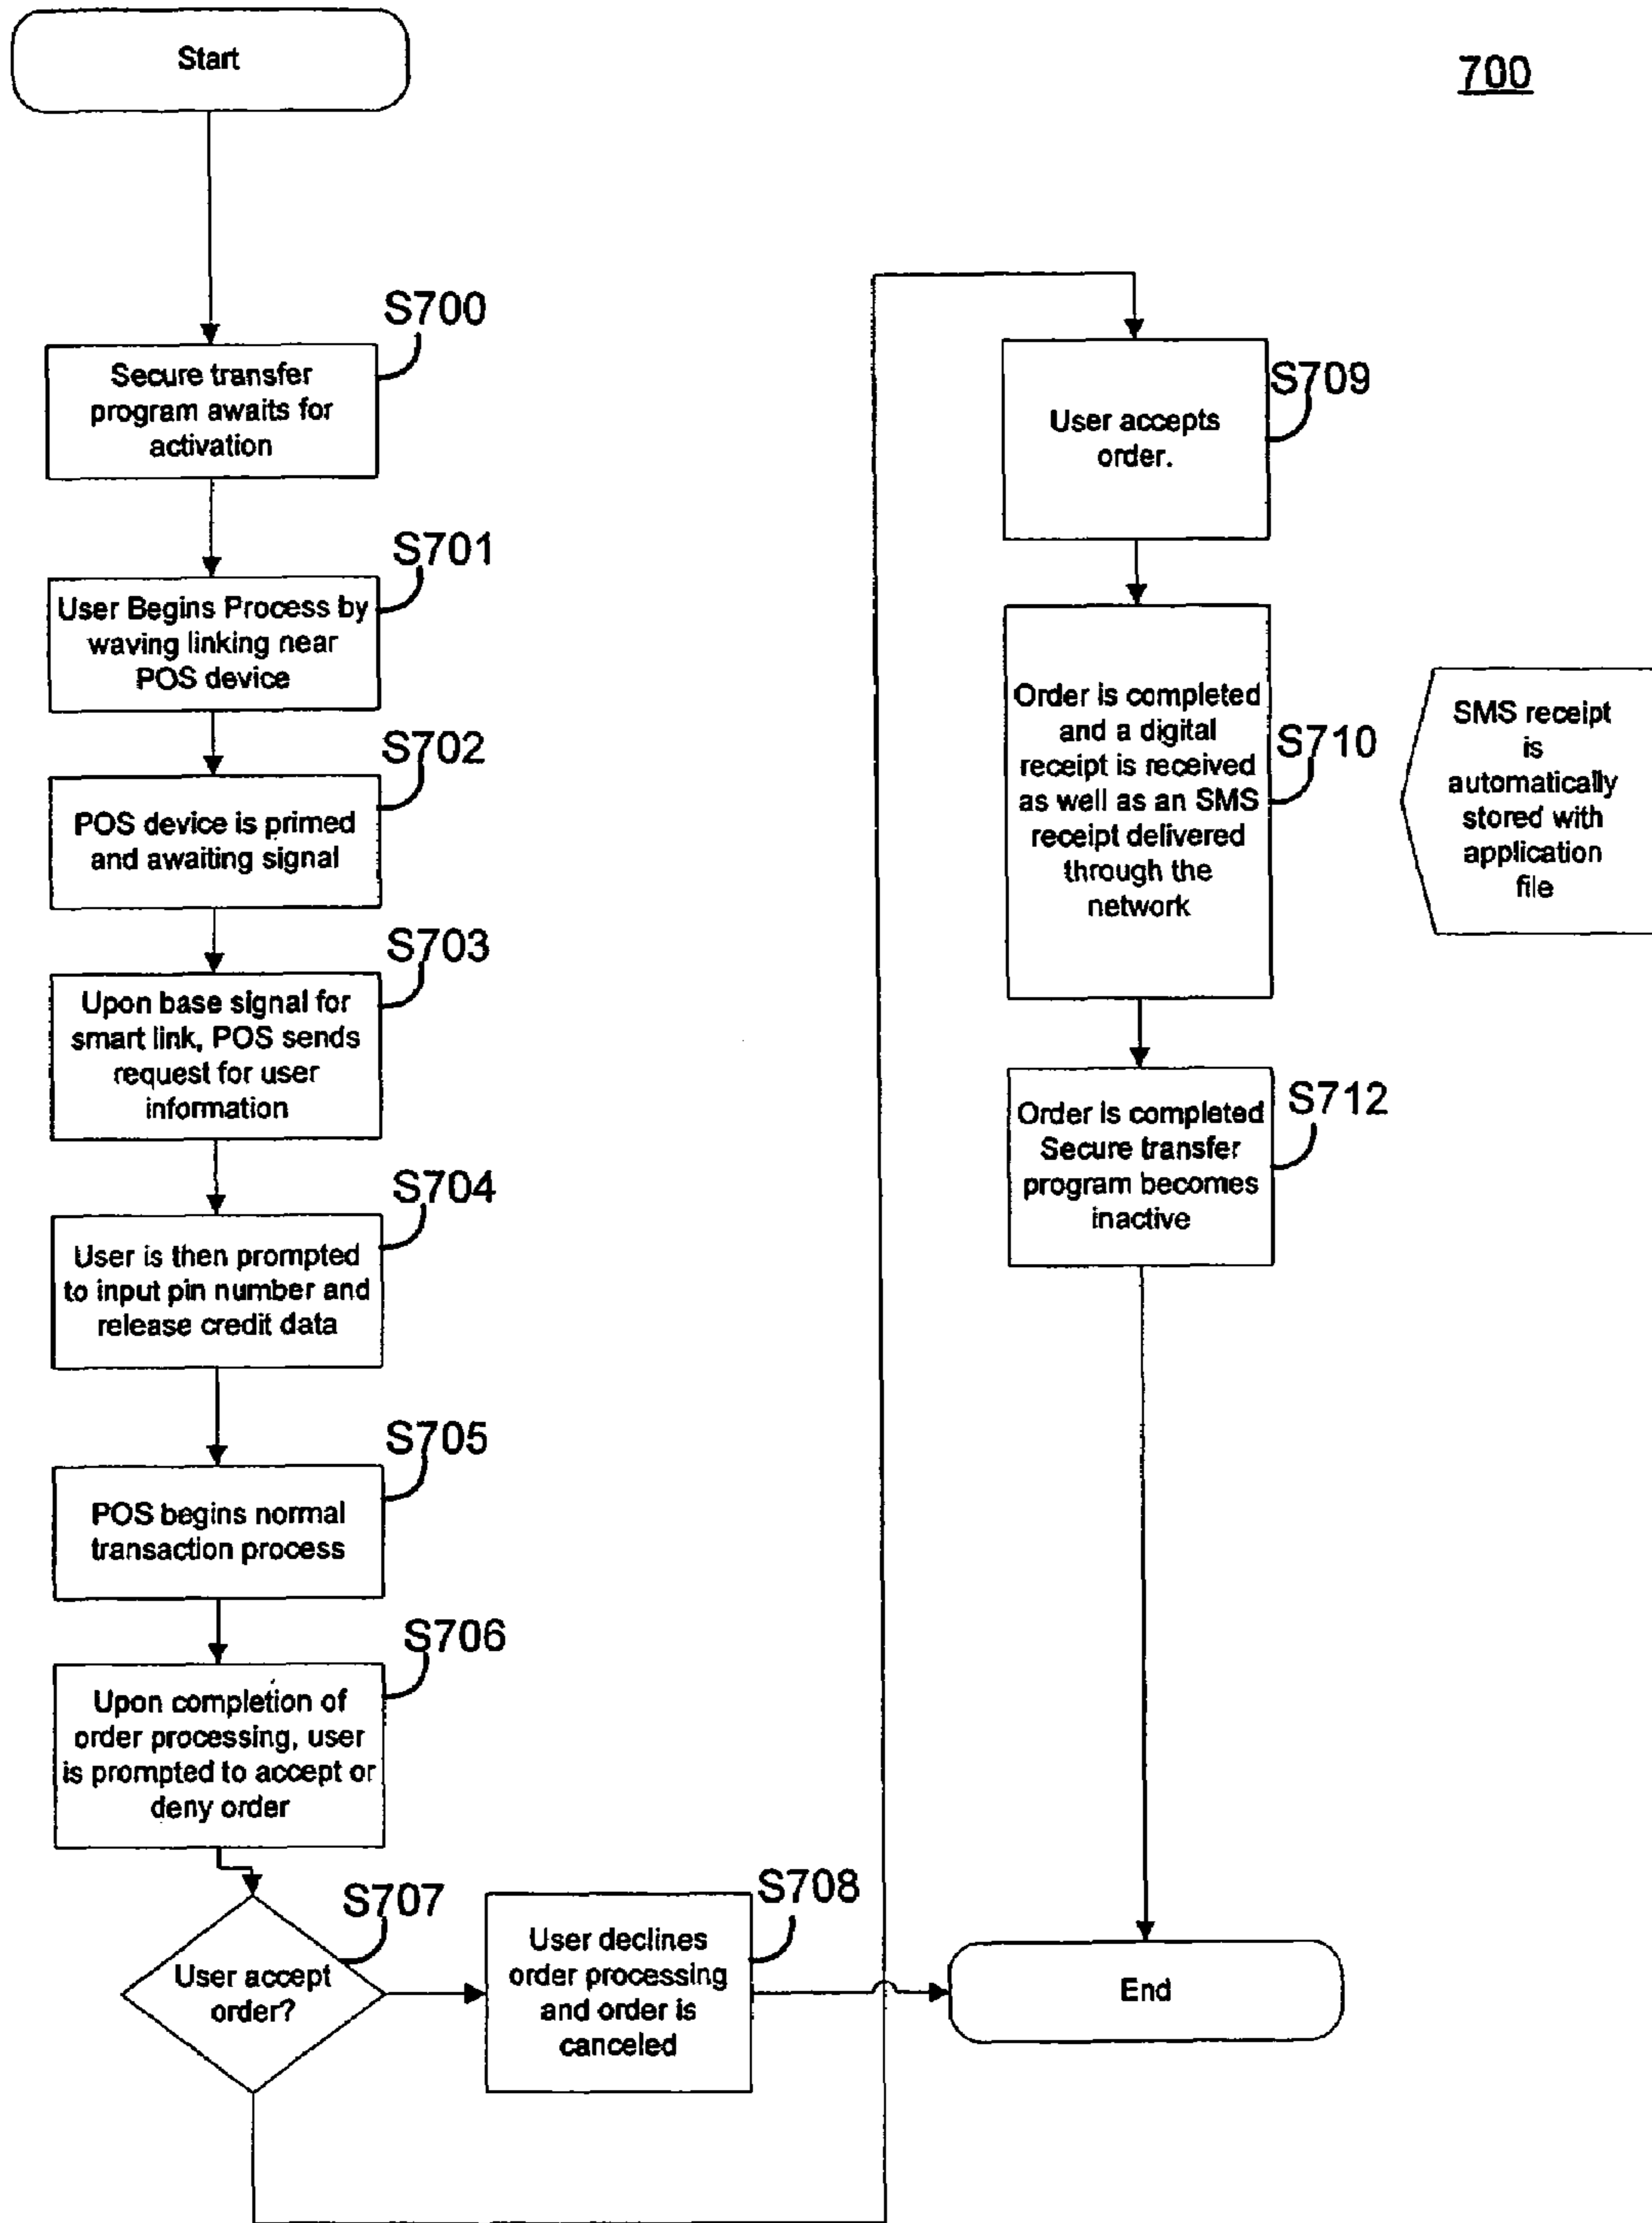 Start
700
S700
Secure transfer
program awaits for
activation
S701
User Begins Process by
waving linking near
POS device
S702
POS device is primed
and awaiting signal
S703
Upon base signal for
smart link, POS sends
request for user
information
S704
User is then prompted
to input pin number and
release credit data
S705
POS begins normal
transaction process
S706
Upon completion of
order processing, user
is prompted to accept or
deny order
S707
User accept
order?
S708
User declines
order processing
and order is
canceled
S709
User accepts
order.
S710
Order is completed
and a digital
receipt is received
as well as an SMS
receipt delivered
through the
network
SMS receipt
is
automatically
stored with
application
file
S712
Order is completed
Secure transfer
program becomes
inactive
End